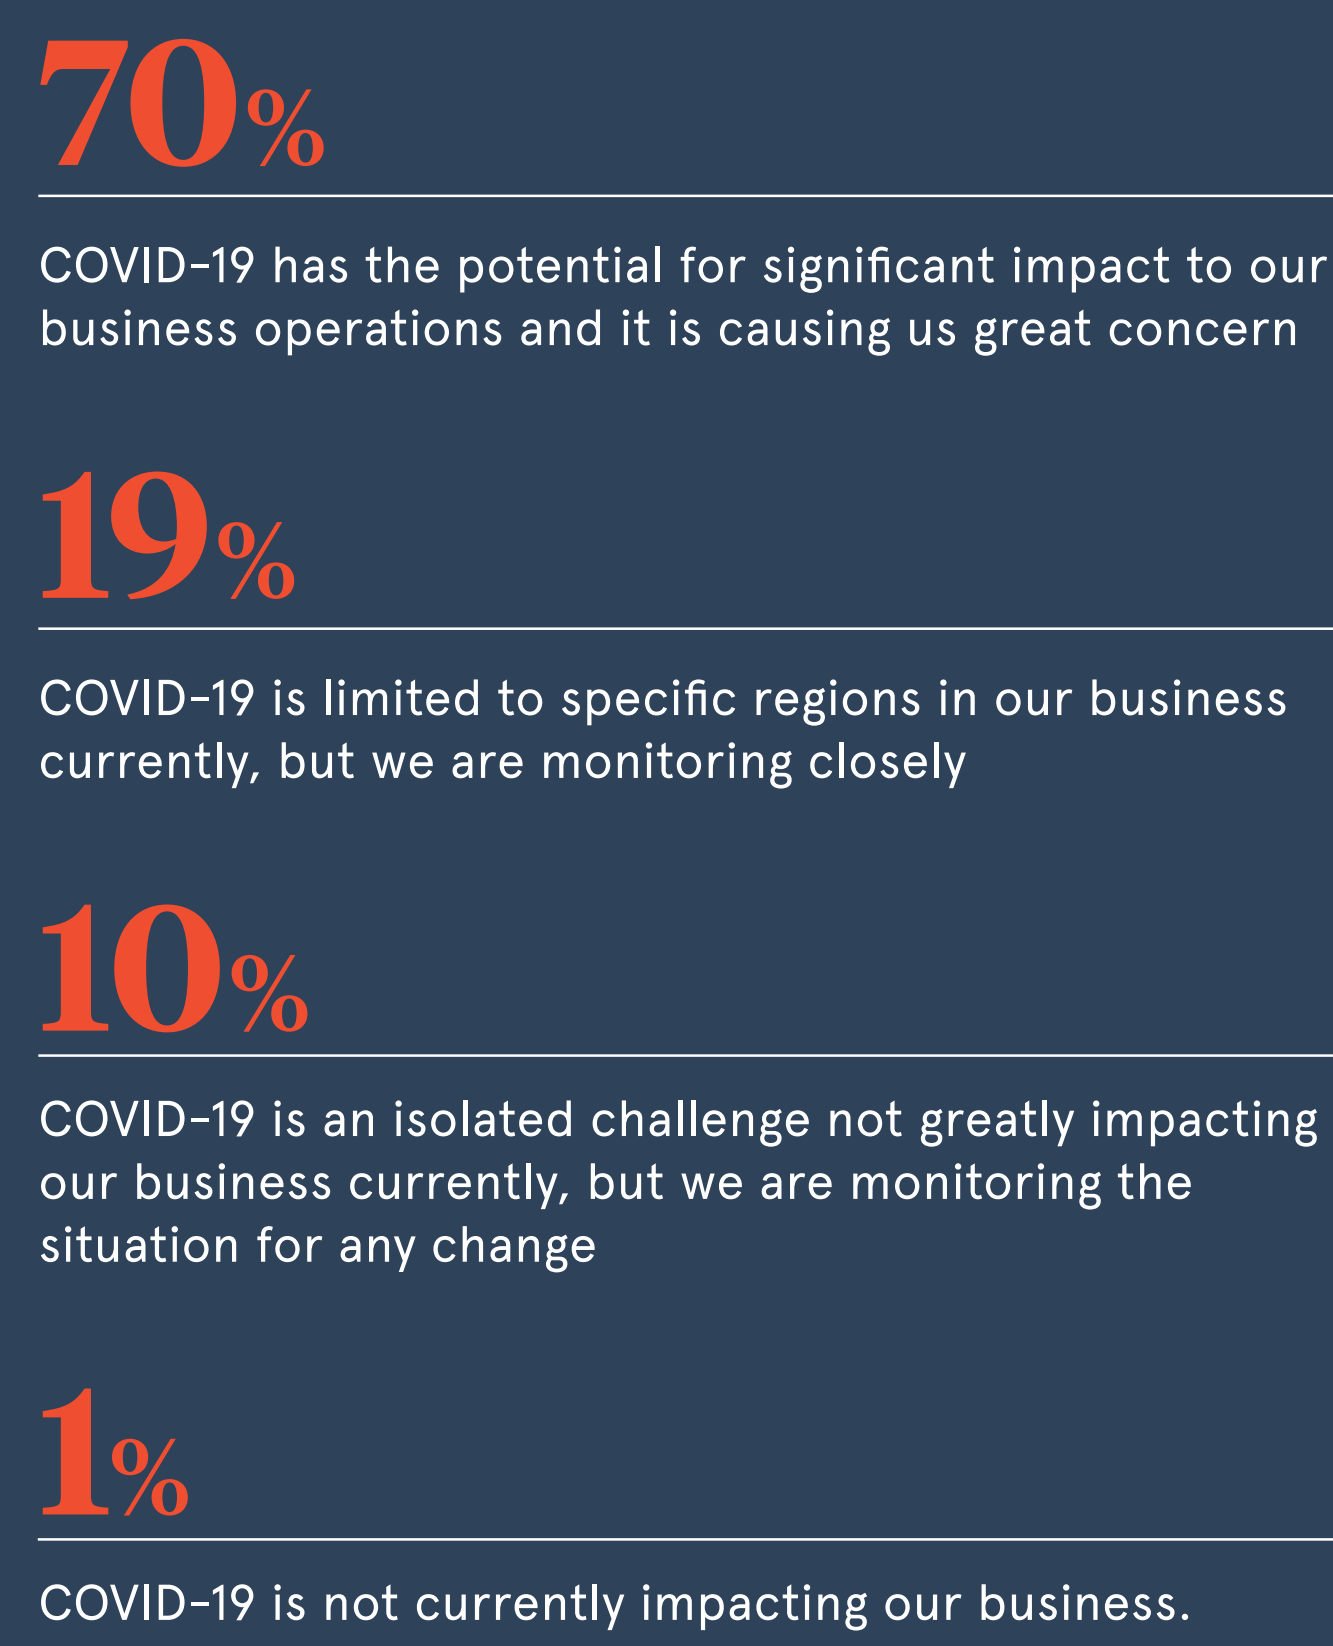 70%
COVID-19 has the potential for significant impact to our
business operations and it is causing us great concern
19%
COVID-19 is limited to specific regions in our business
currently, but we are monitoring closely
10%
COVID-19 is an isolated challenge not greatly impacting
our business currently, but we are monitoring the
situation for any change
1%
COVID-19 is not currently impacting our business.